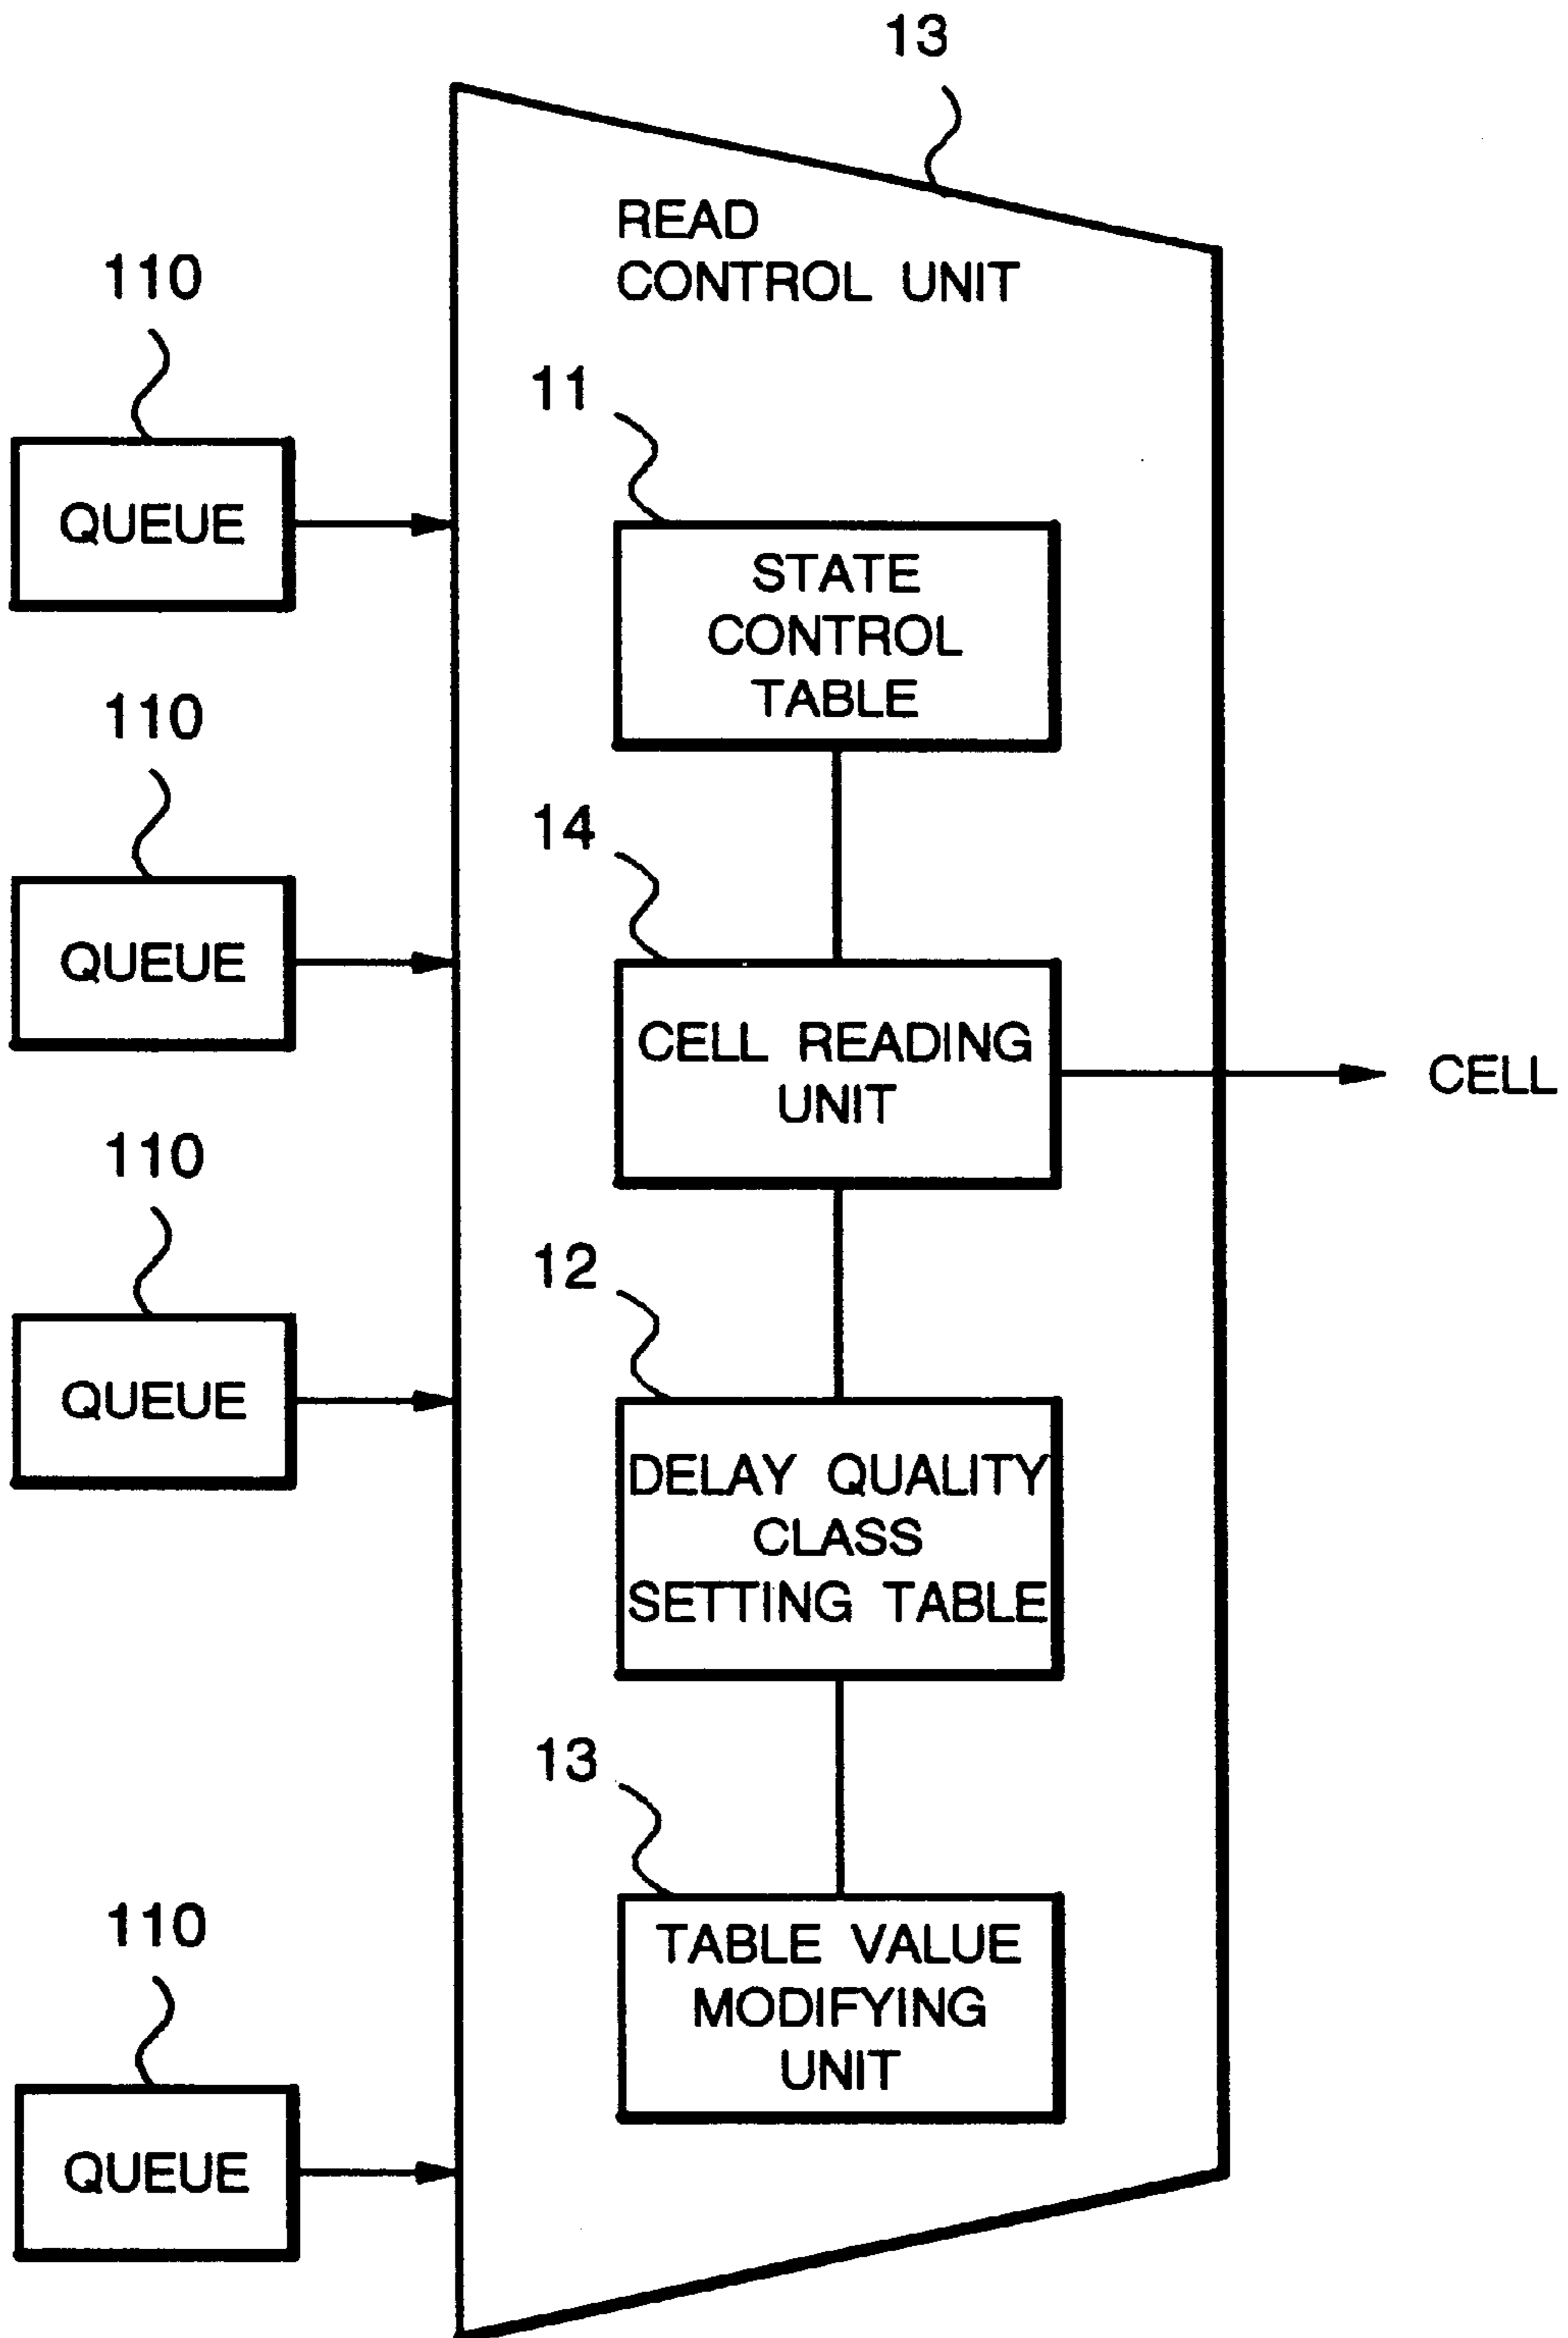 13
READ
CONTROL UNIT
110
QUEUE
11
STATE
CONTROL
TABLE
110
QUEUE
14
CELL READING
UNIT
CELL
110
QUEUE
12
DELAY QUALITY
CLASS
SETTING TABLE
13
TABLE VALUE
MODIFYING
UNIT
110
QUEUE